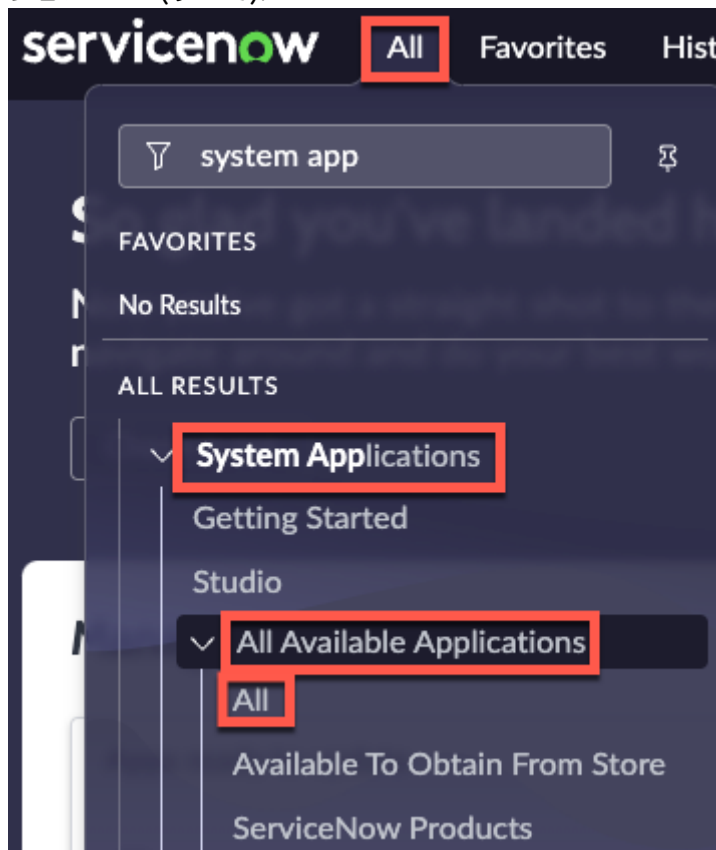 servicenow All Favorites Hist
system app
FAVORITES
No Results
ALL RESULTS
System Applications
Getting Started
Studio
All Available Applications
All
Available To Obtain From Store
ServiceNow Products